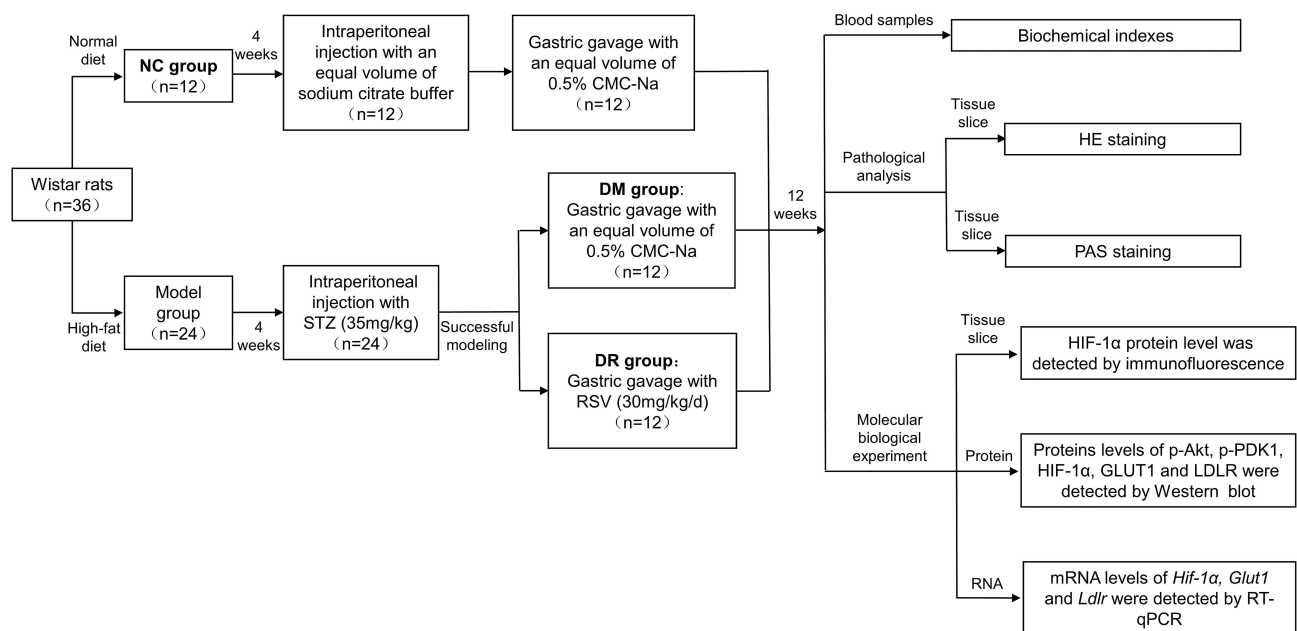 Normal
diet
NC group
（n=12）
4
weeks
Intraperitoneal
injection with an
equal volume of
sodium citrate buffer
（n=12）
Gastric gavage with
an equal volume of
0.5% CMC-Na
（n=12）
Wistar rats
（n=36）
High-fat
diet
Model
group
（n=24）
4
weeks
Intraperitoneal
injection with
STZ (35mg/kg)
（n=24）
Successful
modeling
DM group:
Gastric gavage with
an equal volume of
0.5% CMC-Na
（n=12）
DR group：
Gastric gavage with
RSV (30mg/kg/d)
（n=12）
12
weeks
Blood samples
Biochemical indexes
Pathological
analysis
Tissue
slice
HE staining
Tissue
slice
PAS staining
Molecular
biological
experiment
Tissue
slice
HIF-1α protein level was
detected by immunofluorescence
Protein
Proteins levels of p-Akt, p-PDK1,
HIF-1α, GLUT1 and LDLR were
detected by Western blot
RNA
mRNA levels of Hif-1α, Glut1
and Ldlr were detected by RT-
qPCR